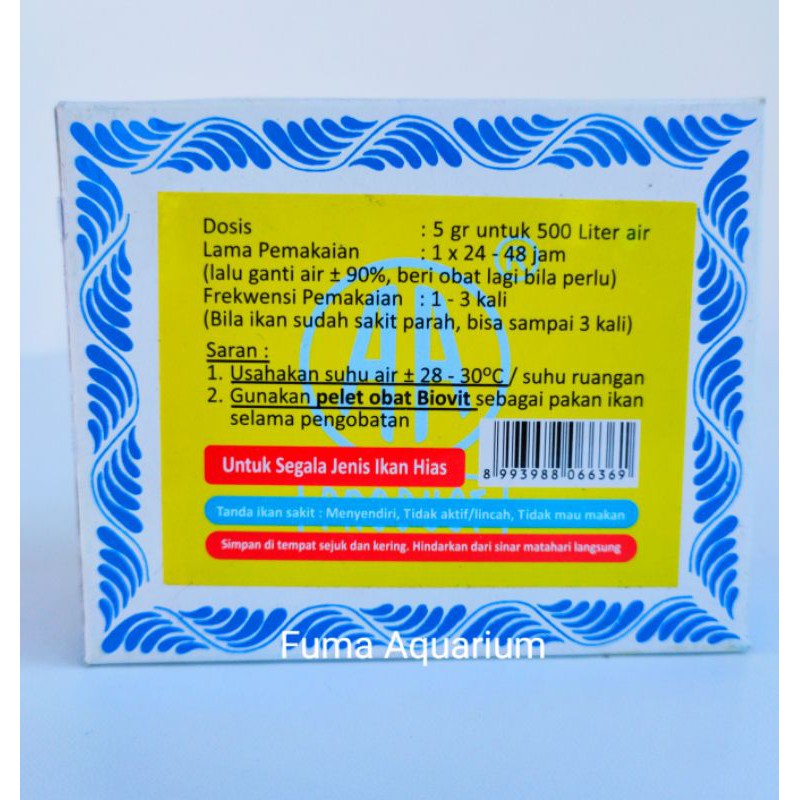 Dosis : 5 gr untuk 500 Liter air
Lama Pemakaian : 1 x 24 - 48 jam
(lalu ganti air ± 90%, beri obat lagi bila perlu)
Frekwensi Pemakaian : 1 - 3 kali
(Bila ikan sudah sakit parah, bisa sampai 3 kali)
Saran :
1. Usahakan suhu air ± 28 - 30°C / suhu ruangan
2. Gunakan pelet obat Biovit sebagai pakan ikan
selama pengobatan
Untuk Segala Jenis Ikan Hias
8 993988 066369
Tanda ikan sakit : Menyendiri, Tidak aktif/lincah, Tidak mau makan
Simpan di tempat sejuk dan kering. Hindarkan dari sinar matahari langsung
Fuma Aquarium